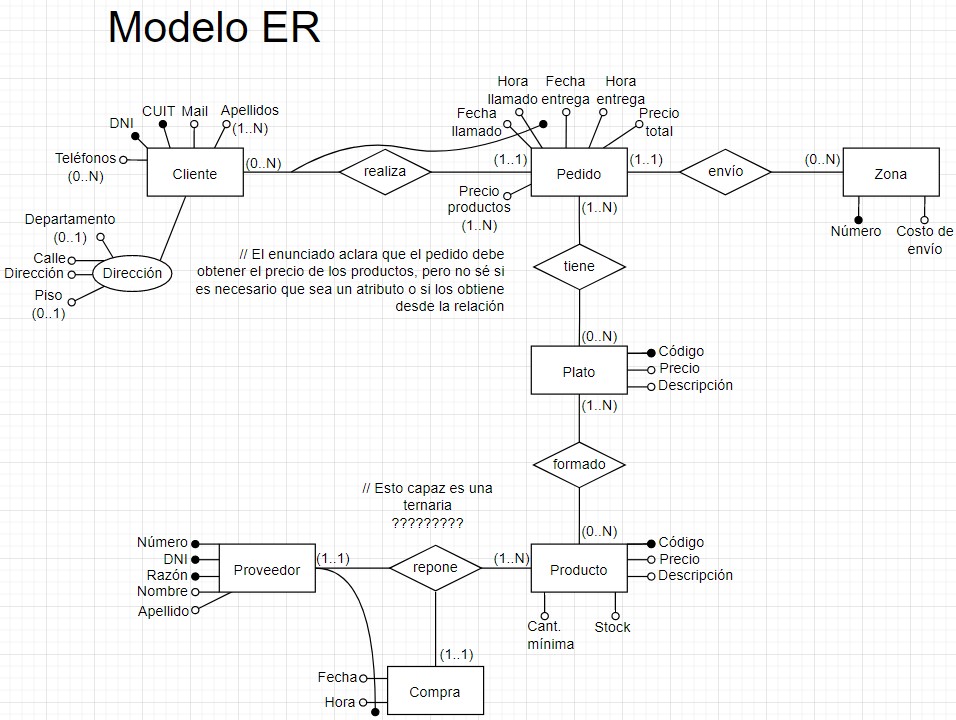 Modelo ER
Hora
llamado
Fecha
entrega
Hora
entrega
Fecha
llamado
Precio
total
DNI
CUIT
Mail
Apellidos
(1..N)
Teléfonos
(0..N)
Cliente
(0..N)
realiza
(1..1)
Pedido
(1..1)
envío
(0..N)
Zona
Precio
productos
(1..N)
(1..N)
Número
Costo de
envío
Departamento
(0..1)
Calle
Dirección
Piso
(0..1)
Dirección
// El enunciado aclara que el pedido debe
obtener el precio de los productos, pero no sé si
es necesario que sea un atributo o si los obtiene
desde la relación
tiene
(0..N)
Plato
Código
Precio
Descripción
(1..N)
formado
// Esto capaz es una
ternaria
?????????
(0..N)
Número
DNI
Razón
Nombre
Apellido
Proveedor
(1..1)
repone
(1..N)
Producto
Código
Precio
Descripción
Cant.
mínima
Stock
(1..1)
Fecha
Hora
Compra